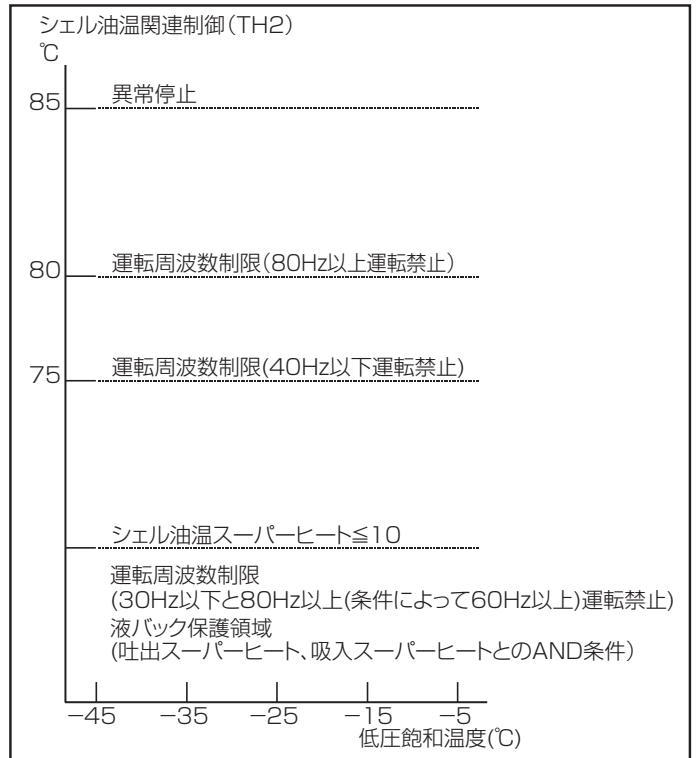 シェル油温関連制御(TH2)
℃
85
異常停止
80
運転周波数制限(80Hz以上運転禁止)
75
運転周波数制限(40Hz以下運転禁止)
シェル油温スーパーヒート≦10
運転周波数制限
(30Hz以下と80Hz以上(条件によって60Hz以上)運転禁止)
液バック保護領域
(吐出スーパーヒート、吸入スーパーヒートとのAND条件)
−45 −35 −25 −15 −5
低圧飽和温度(℃)